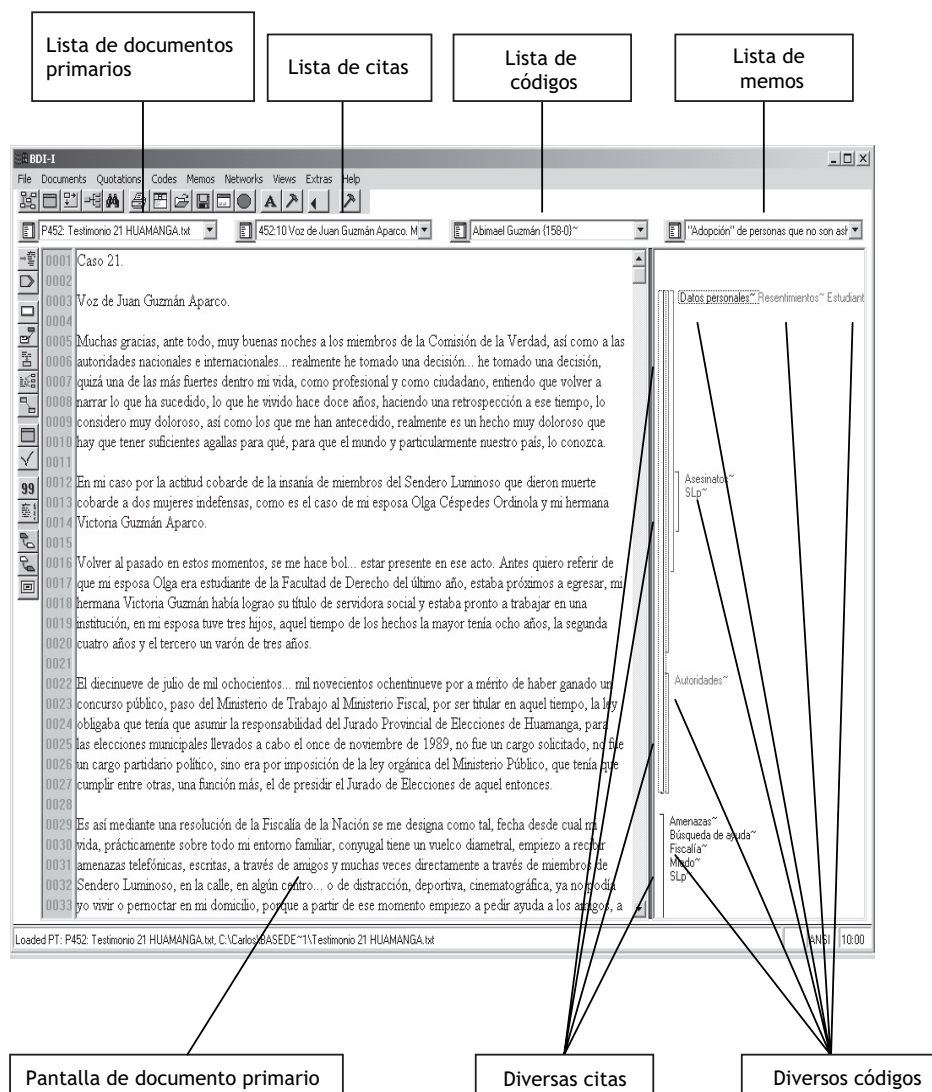 Lista de documentos
primarios
Lista de citas
Lista de
códigos
Lista de
memos
BDI-I
File Documents Quotations Codes Memos Networks Views Extras Help
P452: Testimonio 21 HUAMANGA.txt
452:10 Voz de Juan Guzmán Aparco. M
Abimael Guzmán {158-0}~
"Adopción" de personas que no son ash
0001 Caso 21.
0002
0003 Voz de Juan Guzmán Aparco.
0004
0005 Muchas gracias, ante todo, muy buenas noches a los miembros de la Comisión de la Verdad, así como a las
0006 autoridades nacionales e internacionales... realmente he tomado una decisión... he tomado una decisión,
0007 quizá una de las más fuertes dentro mi vida, como profesional y como ciudadano, entiendo que volver a
0008 narrar lo que ha sucedido, lo que he vivido hace doce años, haciendo una retrospección a ese tiempo, lo
0009 considero muy doloroso, así como los que me han antecedido, realmente es un hecho muy doloroso que
0010 hay que tener suficientes agallas para qué, para que el mundo y particularmente nuestro país, lo conozca.
0011
0012 En mi caso por la actitud cobarde de la insanía de miembros del Sendero Luminoso que dieron muerte
0013 cobarde a dos mujeres indefensas, como es el caso de mi esposa Olga Céspedes Ordinola y mi hermana
0014 Victoria Guzmán Aparco.
0015
0016 Volver al pasado en estos momentos, se me hace bol... estar presente en ese acto. Antes quiero referir de
0017 que mi esposa Olga era estudiante de la Facultad de Derecho del último año, estaba próximos a egresar, mi
0018 hermana Victoria Guzmán había lograo su título de servidora social y estaba pronto a trabajar en una
0019 institución, en mi esposa tuve tres hijos, aquel tiempo de los hechos la mayor tenía ocho años, la segunda
0020 cuatro años y el tercero un varón de tres años.
0021
0022 El diecinueve de julio de mil ochocientos... mil novecientos ochentinueve por a mérito de haber ganado un
0023 concurso público, paso del Ministerio de Trabajo al Ministerio Fiscal, por ser titular en aquel tiempo, la ley
0024 obligaba que tenía que asumir la responsabilidad del Jurado Provincial de Elecciones de Huamanga, para
0025 las elecciones municipales llevados a cabo el once de noviembre de 1989, no fue un cargo solicitado, no fue
0026 un cargo partidario político, sino era por imposición de la ley orgánica del Ministerio Público, que tenía que
0027 cumplir entre otras, una función más, el de presidir el Jurado de Elecciones de aquel entonces.
0028
0029 Es así mediante una resolución de la Fiscalía de la Nación se me designa como tal, fecha desde cual mi
0030 vida, prácticamente sobre todo mi entorno familiar, conyugal tiene un vuelco diametral, empiezo a recibir
0031 amenazas telefónicas, escritas, a través de amigos y muchas veces directamente a través de miembros de
0032 Sendero Luminoso, en la calle, en algún centro... o de distracción, deportiva, cinematográfica, ya no podía
0033 yo vivir o pernoctar en mi domicilio, porque a partir de ese momento empiezo a pedir ayuda a los amigos, a
Datos personales~ Resentimientos~ Estudiant
Asesinatos~
SLp~
Autoridades~
Amenazas~
Búsqueda de ayuda~
Fiscalía~
Miedo~
SLp~
Loaded PT: P452: Testimonio 21 HUAMANGA.txt, C:\Carlos\BASEDE~1\Testimonio 21 HUAMANGA.txt
ANSI 10:00
Pantalla de documento primario
Diversas citas
Diversos códigos